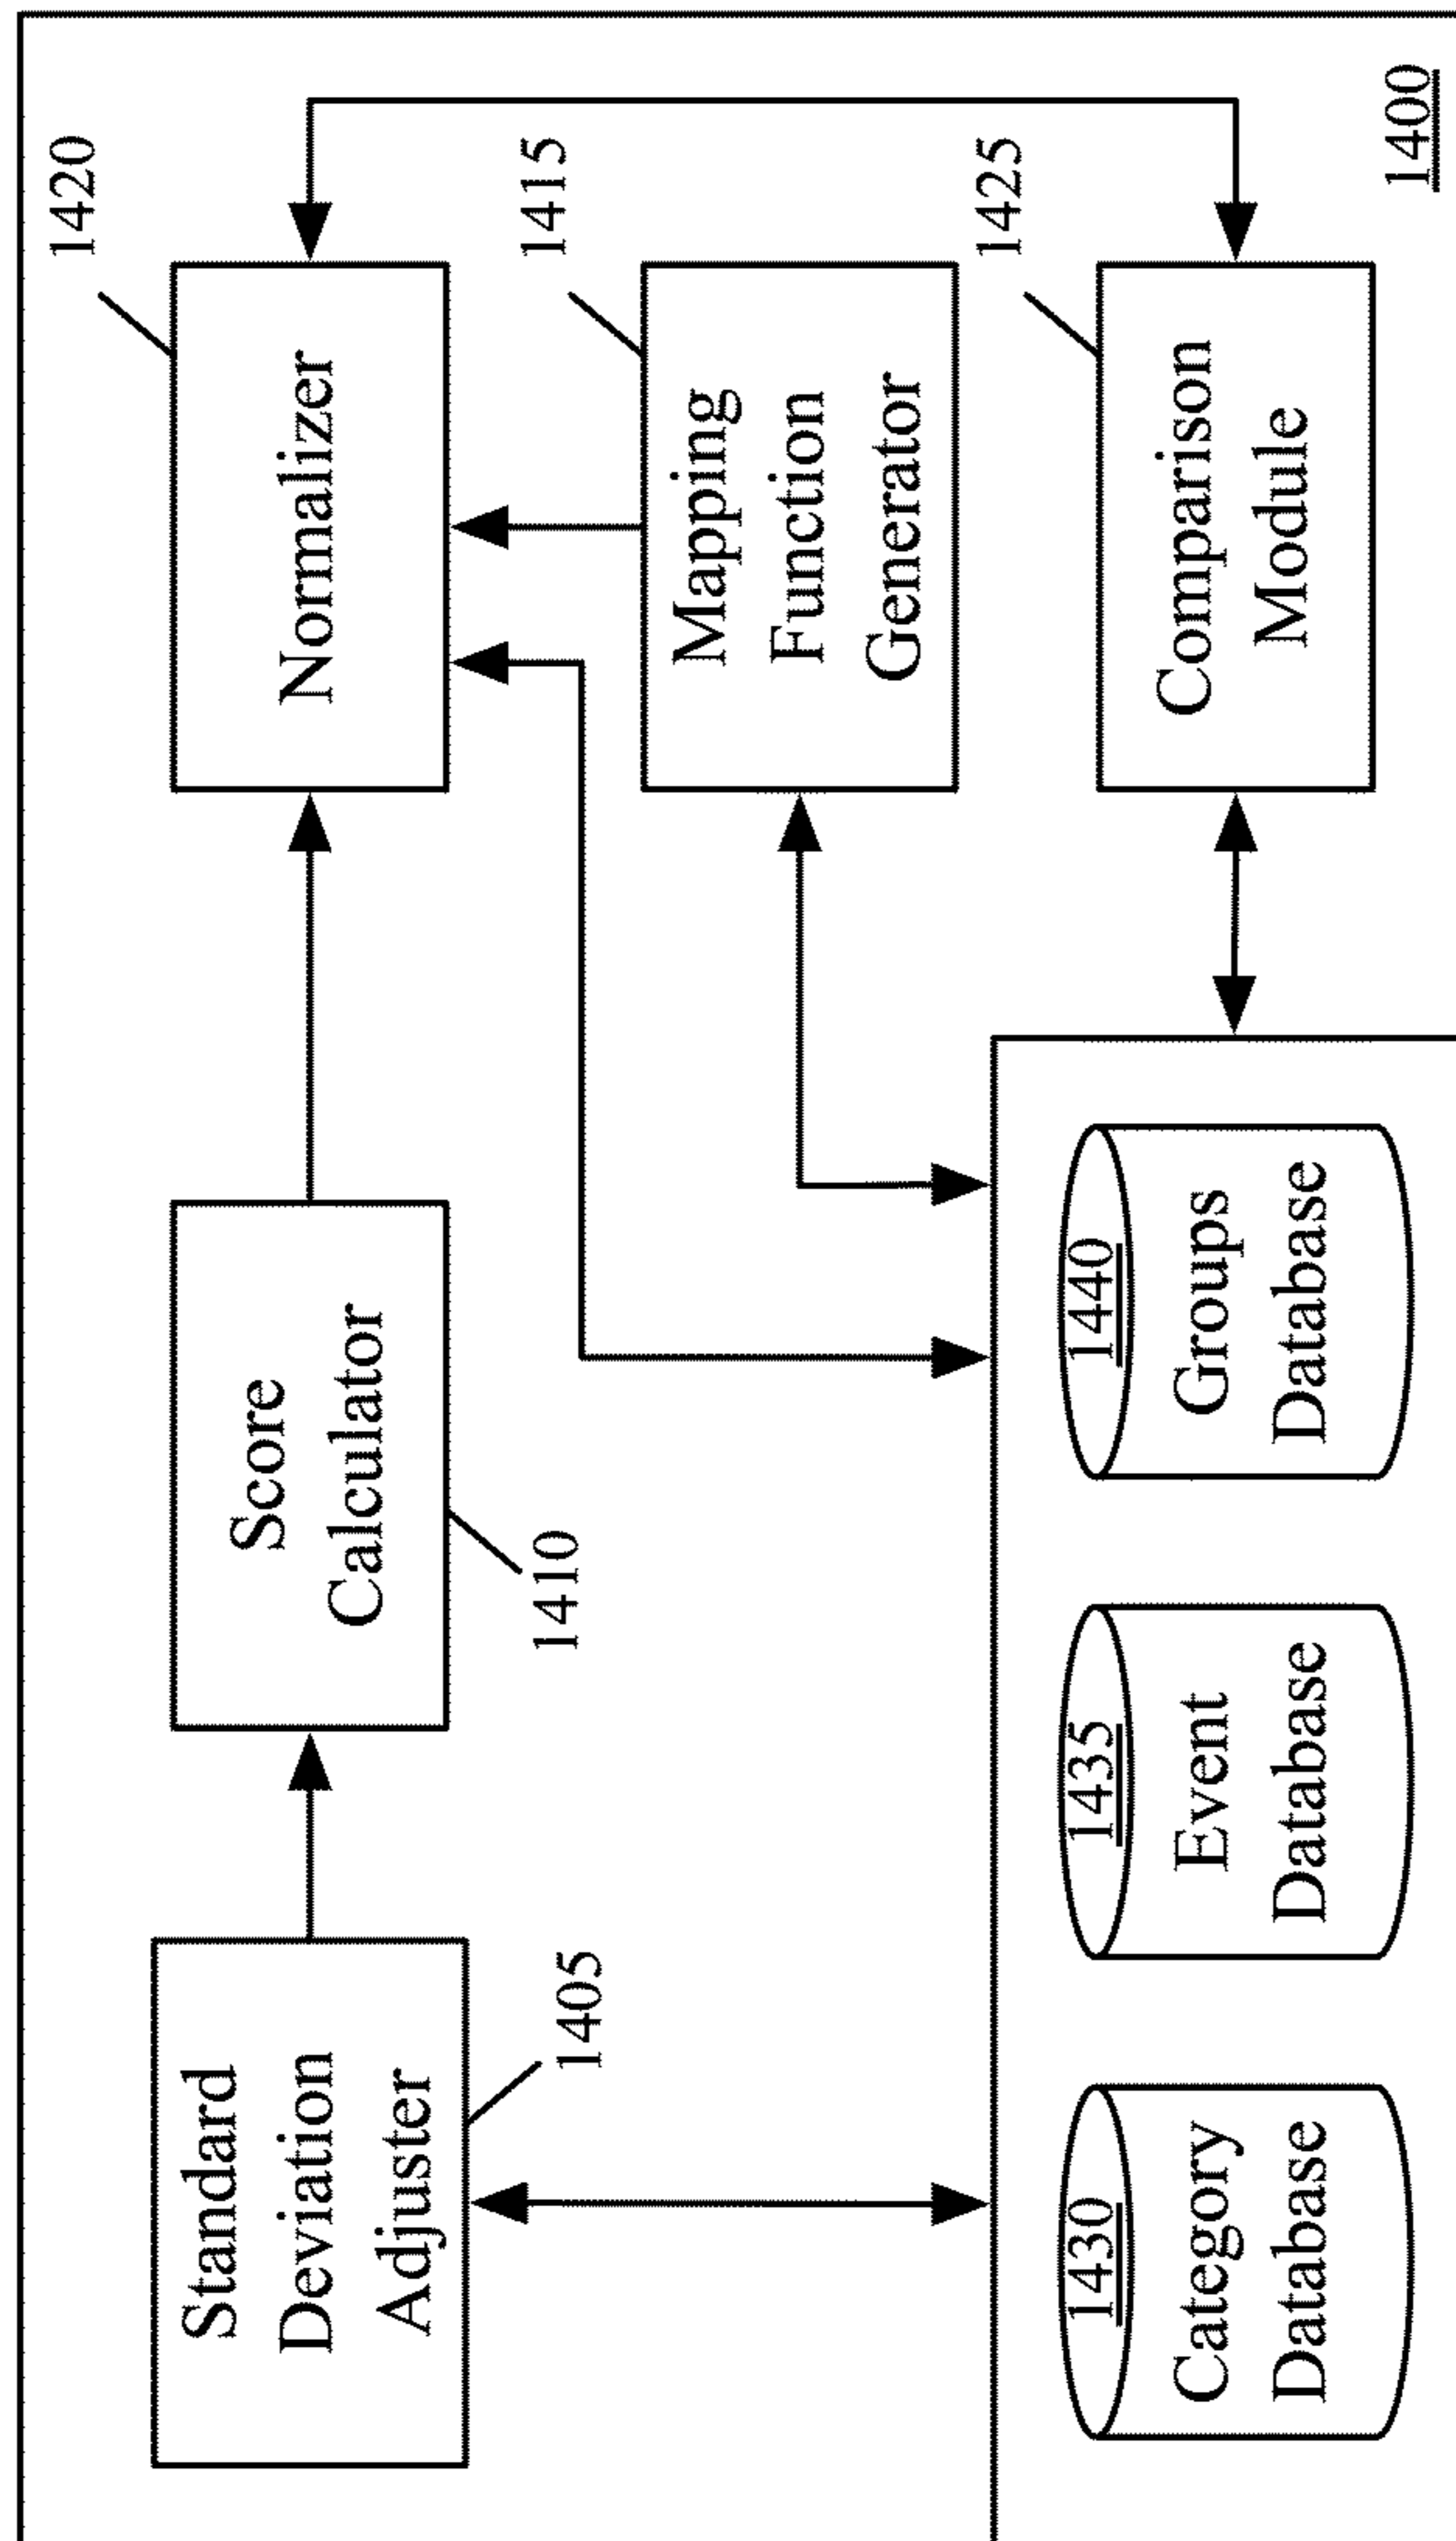 Standard
Deviation
Adjuster
1405
Score
Calculator
1410
Normalizer
1420
Mapping
Function
Generator
1415
Comparison
Module
1425
1430
Category
Database
1435
Event
Database
1440
Groups
Database
1400